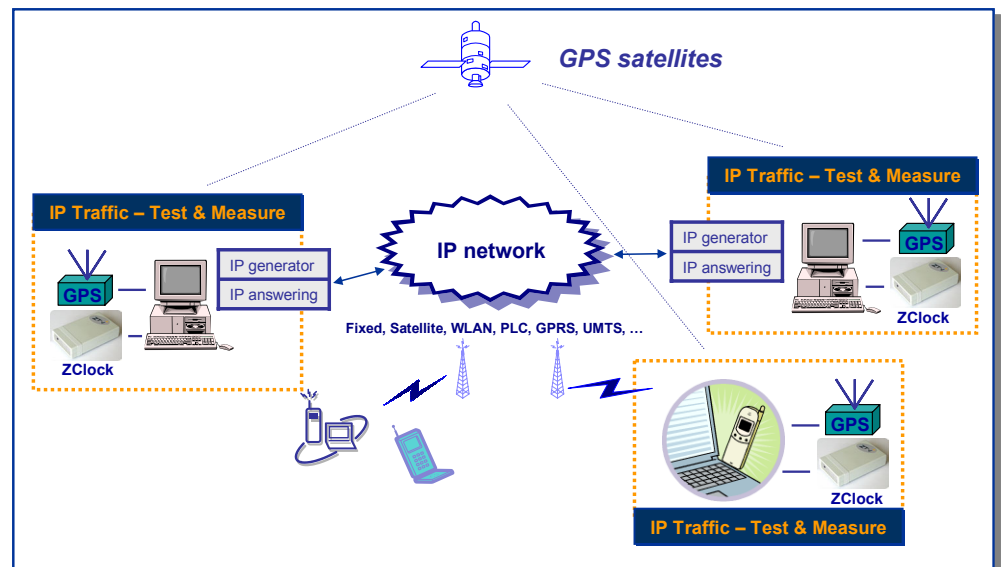 GPS satellites
IP Traffic – Test & Measure
IP generator
IP answering
GPS
ZClock
IP network
Fixed, Satellite, WLAN, PLC, GPRS, UMTS, …
IP Traffic – Test & Measure
IP generator
IP answering
GPS
ZClock
GPS
ZClock
IP Traffic – Test & Measure